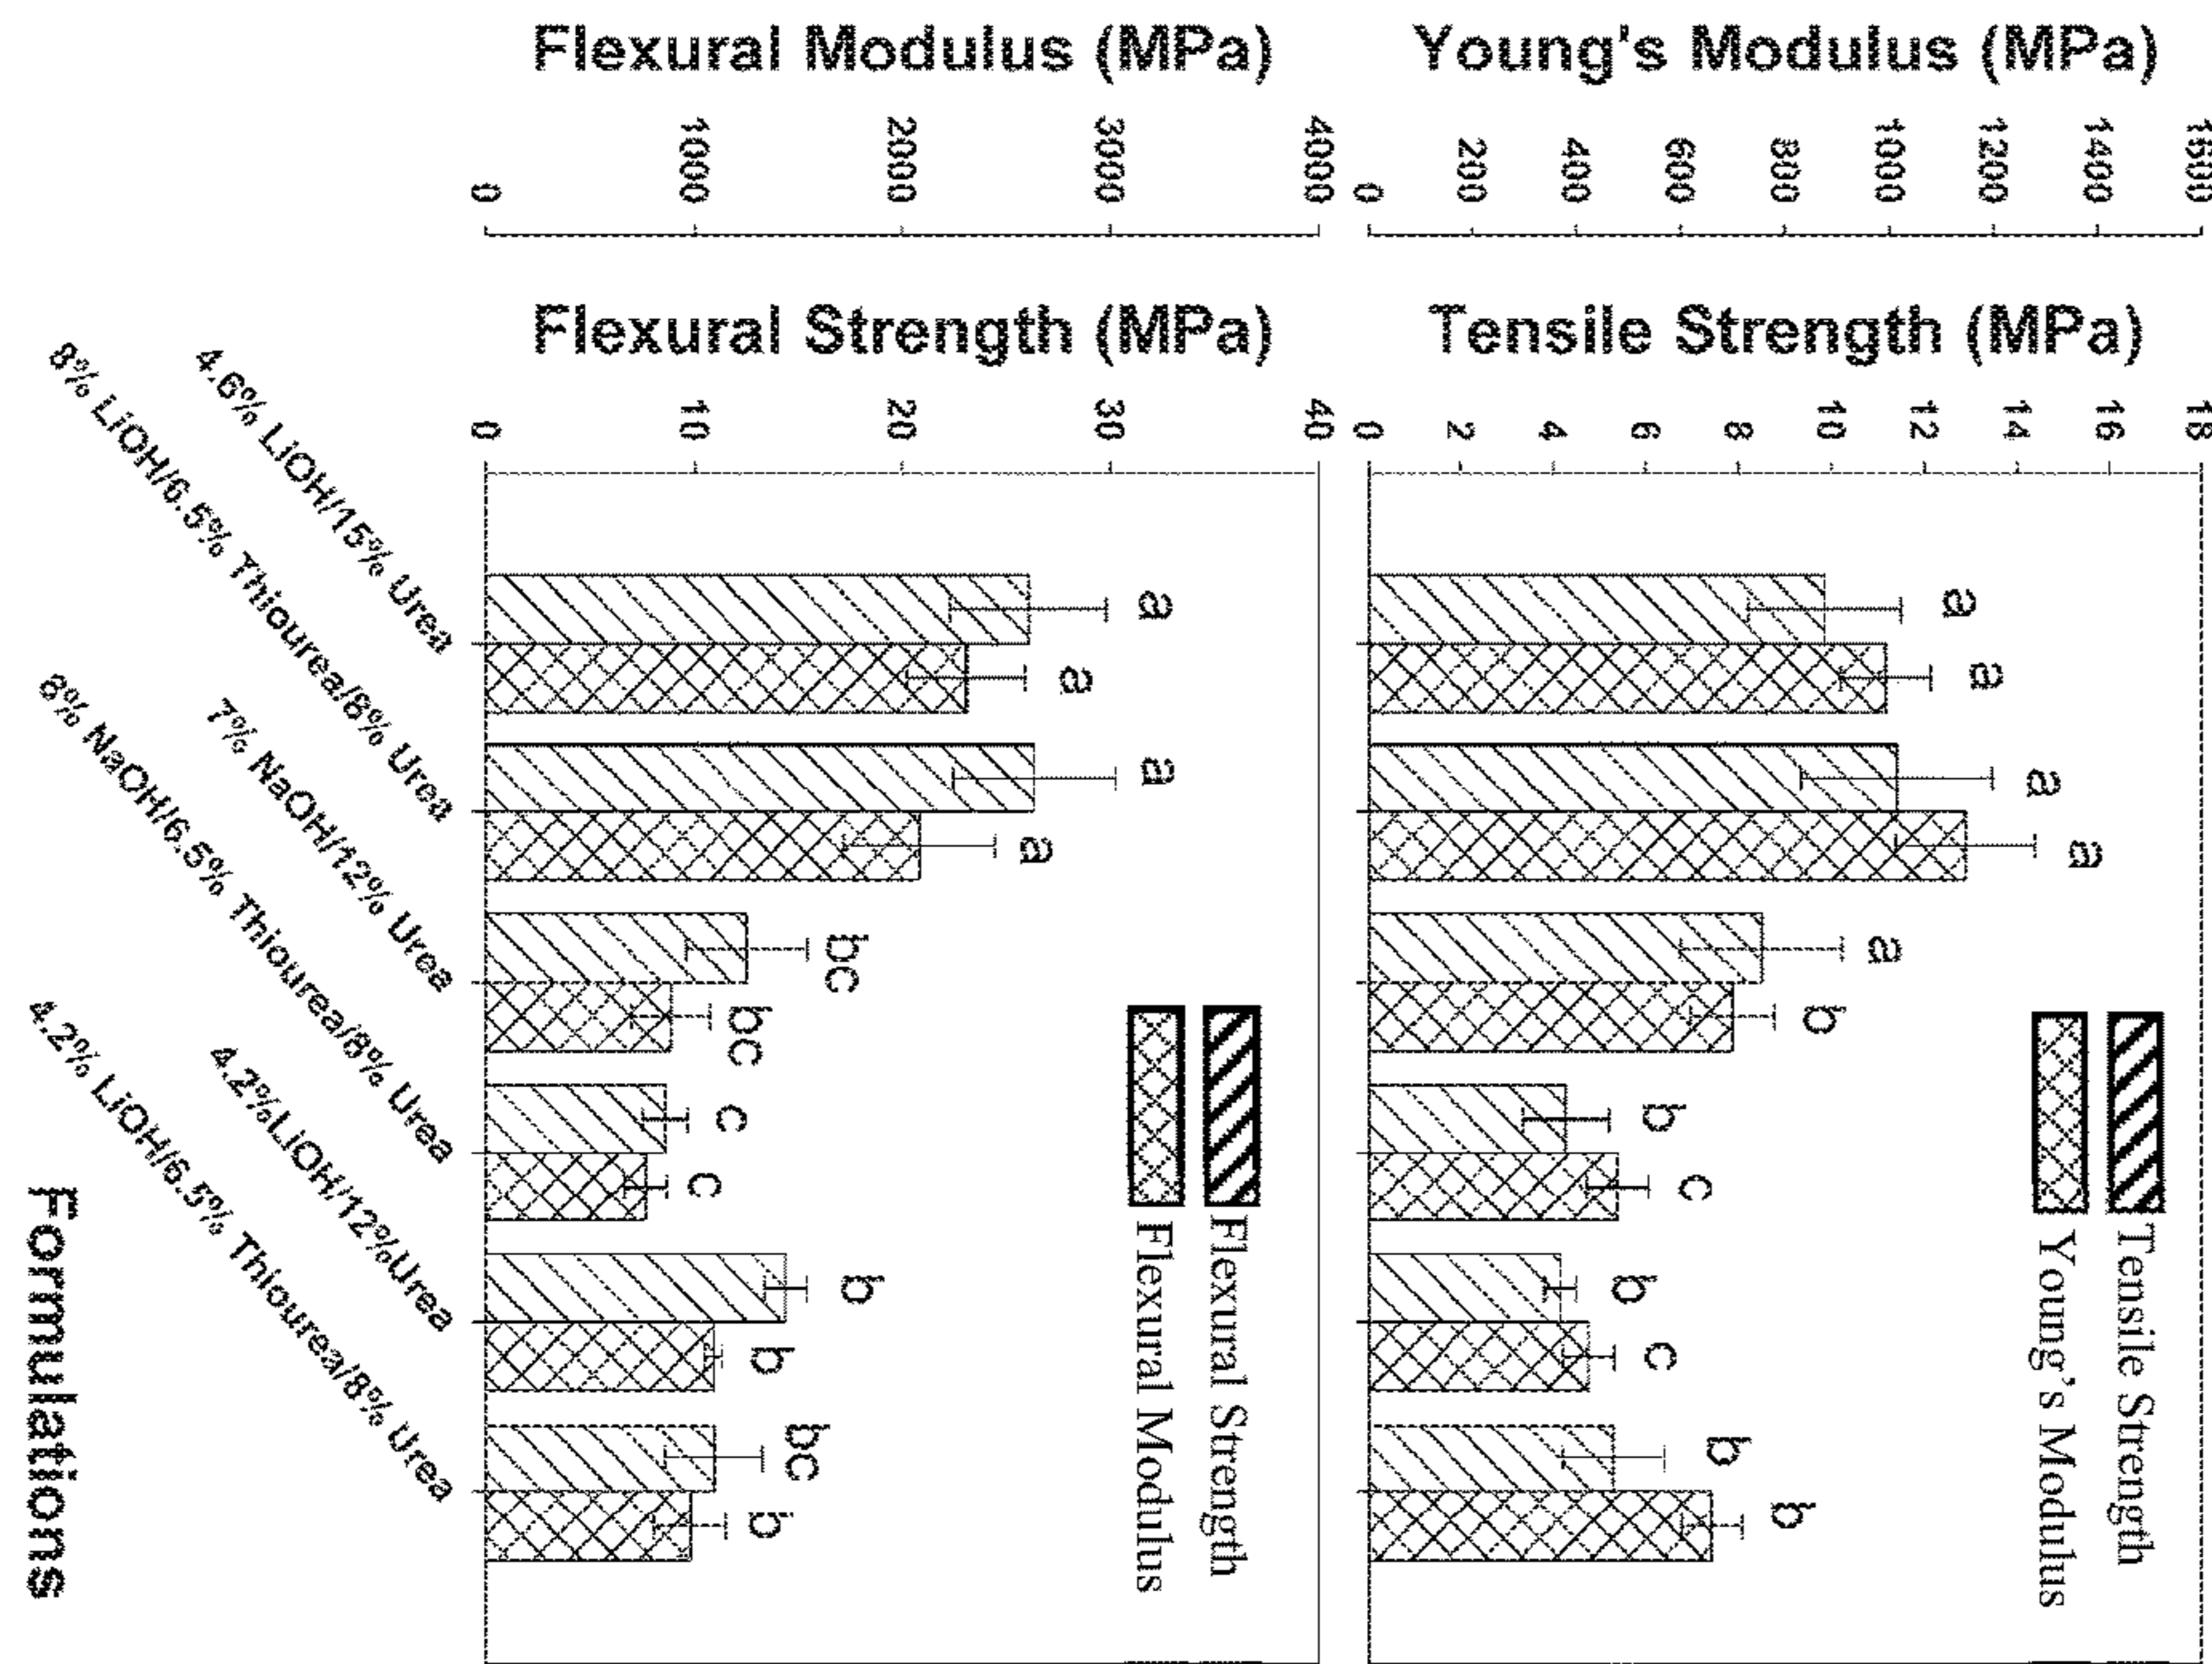 Young's Modulus (MPa)
1600
1400
1200
1000
800
600
400
200
0
Tensile Strength (MPa)
18
16
14
12
10
8
6
4
2
0
Tensile Strength
Young's Modulus
a
a
a
a
a
b
b
c
b
c
b
b
Flexural Modulus (MPa)
4000
3000
2000
1000
0
Flexural Strength (MPa)
40
30
20
10
0
Flexural Strength
Flexural Modulus
a
a
a
a
bc
bc
c
c
b
b
bc
b
4.6% LiOH/15% Urea
8% LiOH/6.5% Thiourea/8% Urea
7% NaOH/12% Urea
8% NaOH/6.5% Thiourea/8% Urea
4.2%LiOH/12%Urea
4.2% LiOH/6.5% Thiourea/8% Urea
Formulations